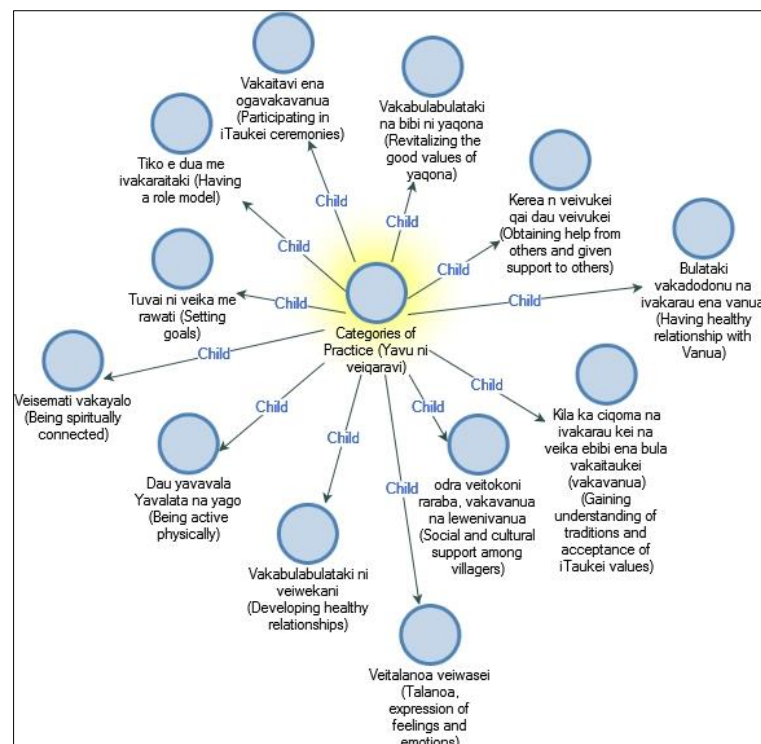 Vakaitavi ena
ogavakavanua
(Participating in
iTaukei ceremonies)
Vakabulabulataki
na bibi ni yaqona
(Revitalizing the
good values of
yaqona)
Tiko e dua me
ivakaraitaki (Having
a role model)
Kerea n veivukei
qai dau veivukei
(Obtaining help from
others and given
support to others)
Bulataki
vakadodonu na
ivakarau ena vanua
(Having healthy
relationship with
Vanua)
Tuvai ni veika me
rawati (Setting
goals)
Child
Child
Child
Child
Child
Child
Categories of
Practice (Yavu ni
veiqaravi)
Child
Child
Child
Child
Child
Child
Veisemati vakayalo
(Being spiritually
connected)
Dau yavavala
Yavalata na yago
(Being active
physically)
Vakabulabulataki ni
veiwekani
(Developing healthy
relationships)
odra veitokoni
raraba, vakavanua
na lewenivanua
(Social and cultural
support among
villagers)
Kila ka ciqoma na
ivakarau kei na
veika ebibi ena bula
vakaitaukei
(vakavanua)
(Gaining
understanding of
traditions and
acceptance of
iTaukei values)
Veitalanoa veiwasei
(Talanoa,
expression of
feelings and
emotions)